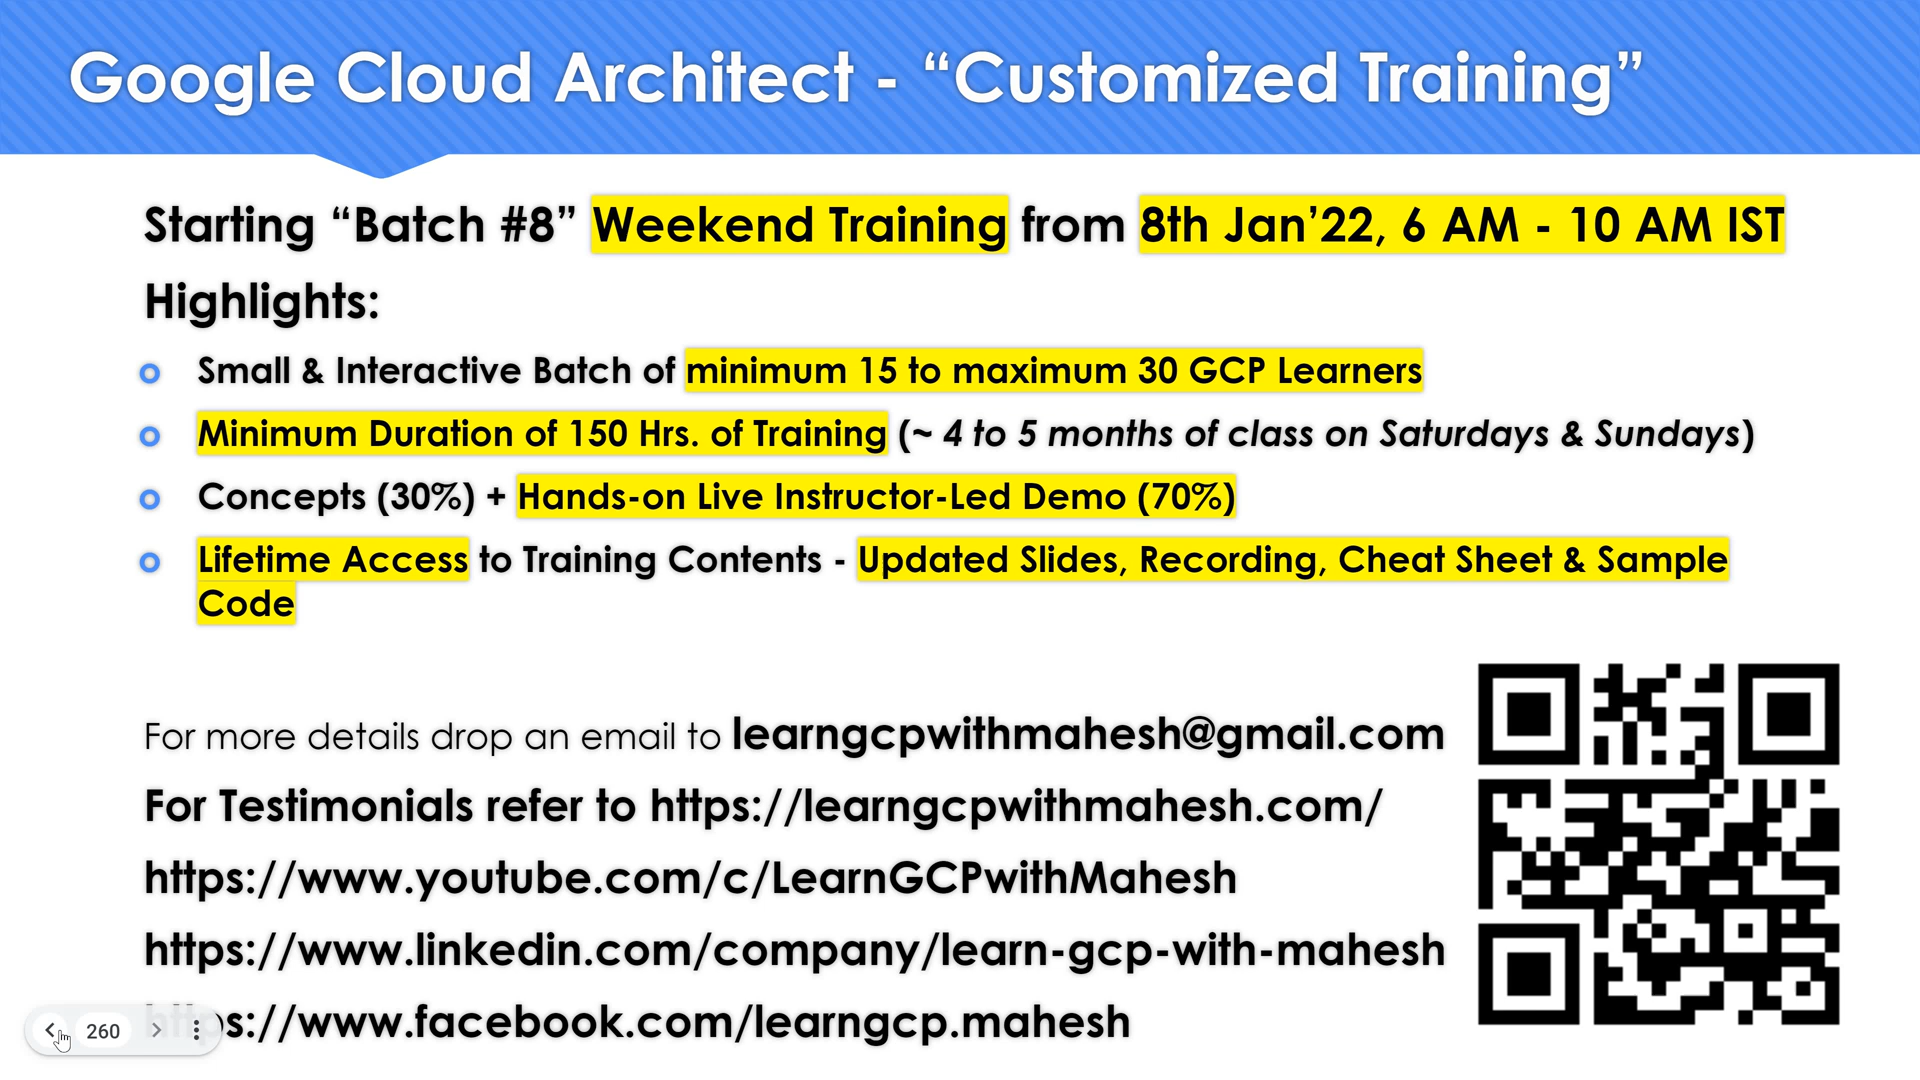 Google Cloud Architect - “Customized Training”
Starting “Batch #8” Weekend Training from 8th Jan’22, 6 AM - 10 AM IST
Highlights:
Small & Interactive Batch of minimum 15 to maximum 30 GCP Learners
Minimum Duration of 150 Hrs. of Training (~ 4 to 5 months of class on Saturdays & Sundays)
Concepts (30%) + Hands-on Live Instructor-Led Demo (70%)
Lifetime Access to Training Contents - Updated Slides, Recording, Cheat Sheet & Sample
Code
For more details drop an email to learngcpwithmahesh@gmail.com
For Testimonials refer to https://learngcpwithmahesh.com/
https://www.youtube.com/c/LearnGCPwithMahesh
https://www.linkedin.com/company/learn-gcp-with-mahesh
https://www.facebook.com/learngcp.mahesh
260